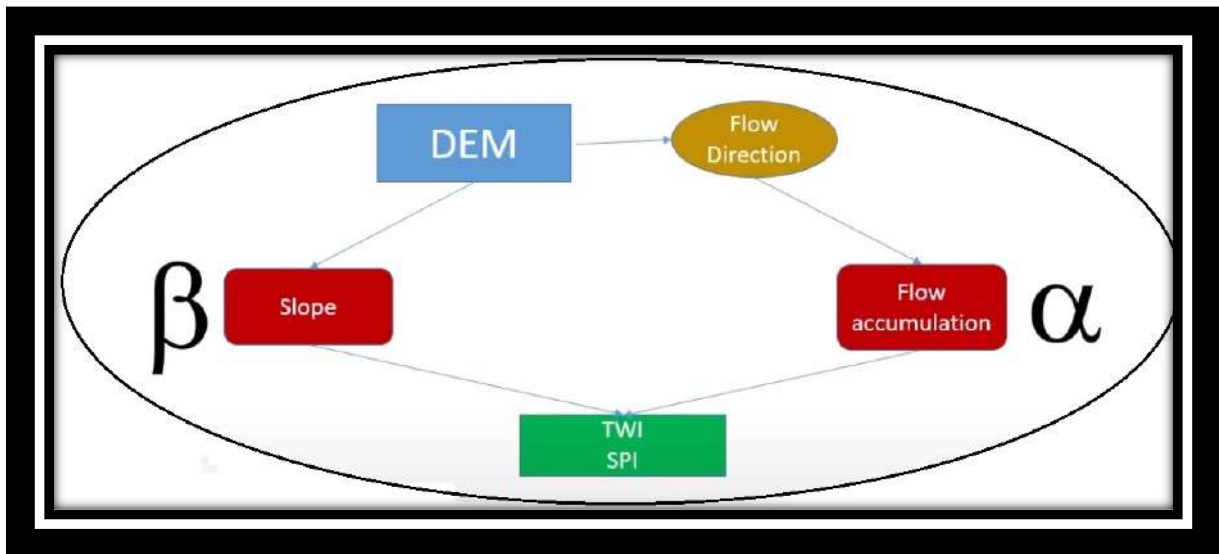 DEM
Flow
Direction
β
Slope
Flow
accumulation
α
TWI
SPI